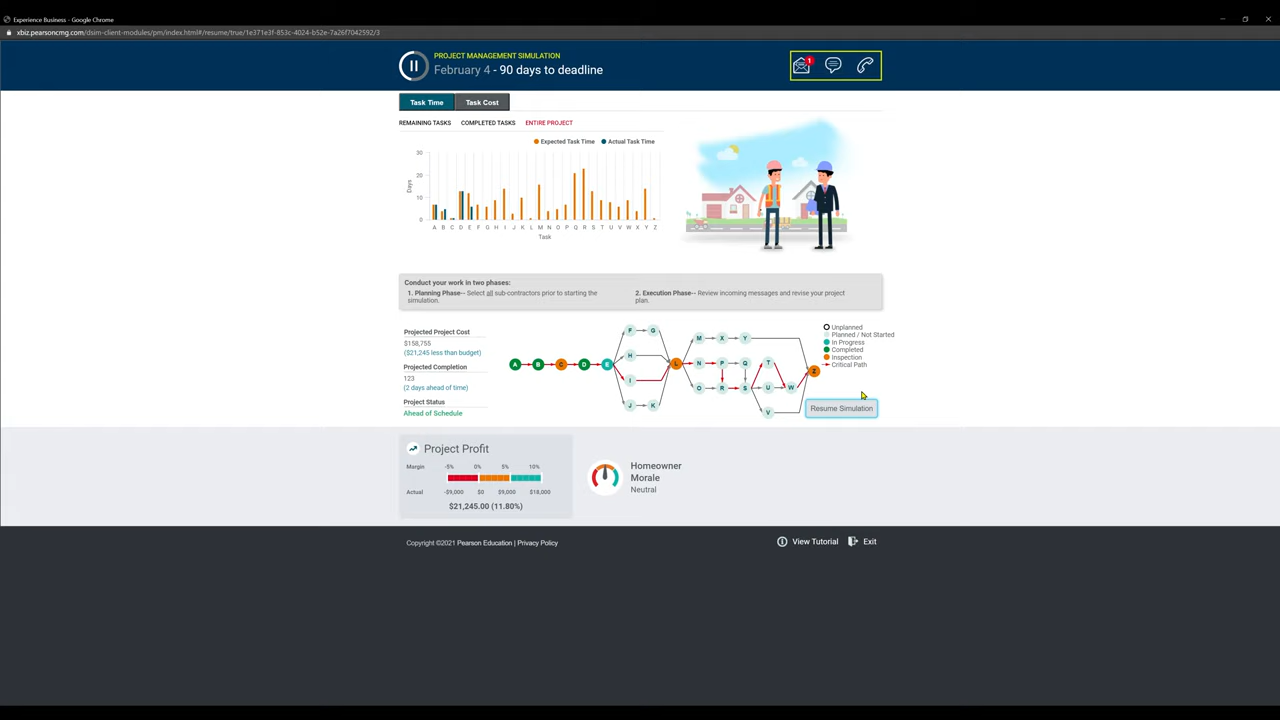 Experience Business - Google Chrome
xbiz.pearsoncmg.com/dsim-client-modules/pm/index.html#/resume/true/1e371e3f-853c-4024-b52e-7a26f7042592/3
PROJECT MANAGEMENT SIMULATION
February 4 - 90 days to deadline
1
Task Time Task Cost
REMAINING TASKS COMPLETED TASKS ENTIRE PROJECT
Expected Task Time Actual Task Time
30
20
10
0
Days
A B C D E F G H I J K L M N O P Q R S T U V W X Y Z
Task
Conduct your work in two phases:
1. Planning Phase-- Select all sub-contractors prior to starting the
simulation.
2. Execution Phase-- Review incoming messages and revise your project
plan.
Projected Project Cost
$158,755
($21,245 less than budget)
Projected Completion
123
(2 days ahead of time)
Project Status
Ahead of Schedule
F G
H
A B C D E
I
J K
L
M X Y
N P Q T
O R S U W
V
Z
Unplanned
Planned / Not Started
In Progress
Completed
Inspection
Critical Path
Resume Simulation
Project Profit
Margin -5% 0% 5% 10%
Actual -$9,000 $0 $9,000 $18,000
$21,245.00 (11.80%)
Homeowner
Morale
Neutral
Copyright ©2021 Pearson Education | Privacy Policy
View Tutorial Exit